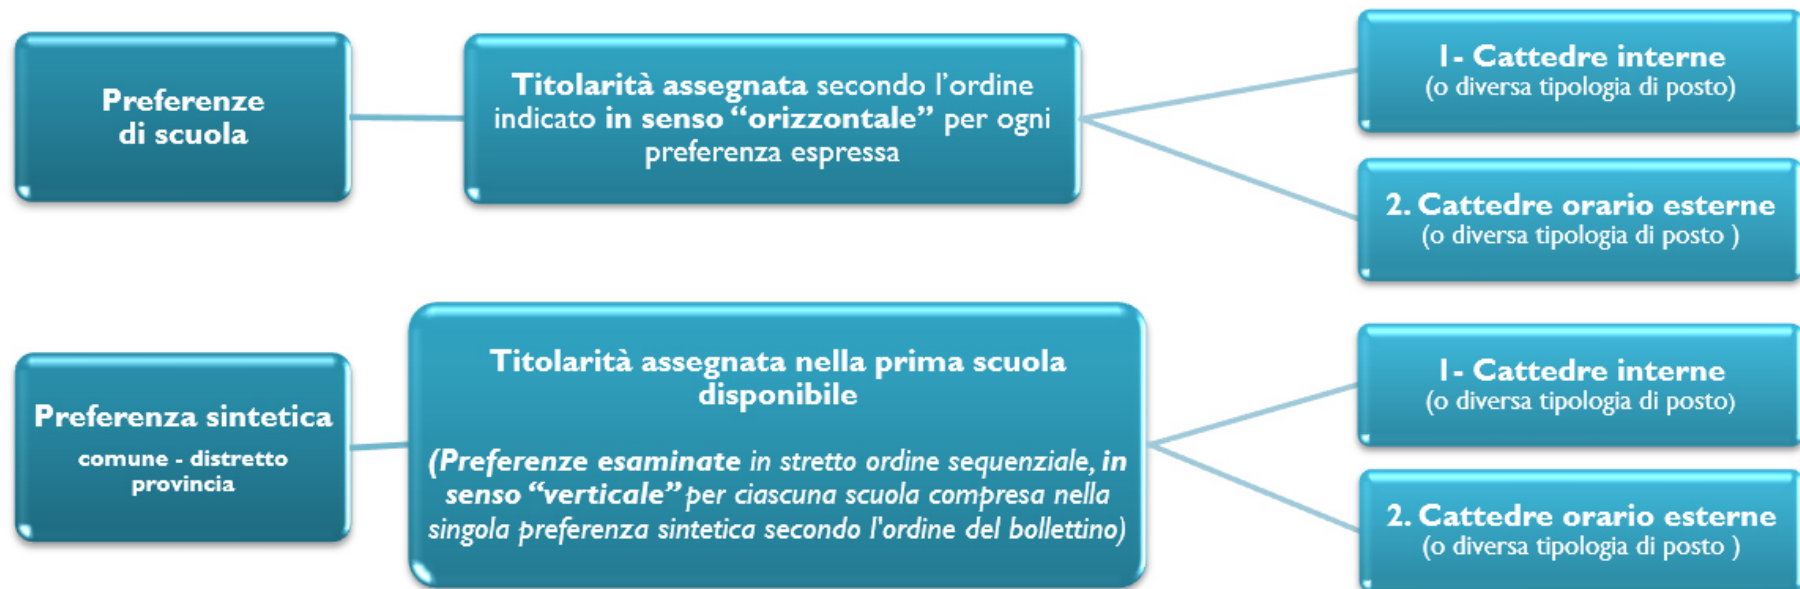 Preferenze
di scuola
Titolarità assegnata secondo l'ordine
indicato in senso "orizzontale" per ogni
preferenza espressa
1- Cattedre interne
(o diversa tipologia di posto)
2. Cattedre orario esterne
(o diversa tipologia di posto )
Preferenza sintetica
comune - distretto
provincia
Titolarità assegnata nella prima scuola
disponibile
(Preferenze esaminate in stretto ordine sequenziale, in
senso "verticale" per ciascuna scuola compresa nella
singola preferenza sintetica secondo l'ordine del bollettino)
1- Cattedre interne
(o diversa tipologia di posto)
2. Cattedre orario esterne
(o diversa tipologia di posto )